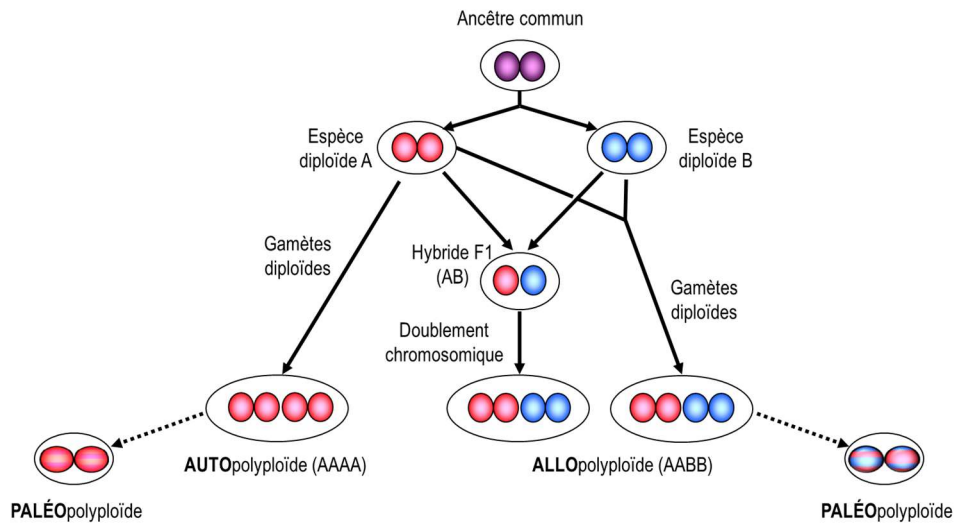 Ancêtre commun
Espèce
diploïde A
Espèce
diploïde B
Gamètes
diploïdes
Hybride F1
(AB)
Gamètes
diploïdes
Doublement
chromosomique
AUTOpolyploïde (AAAA)
ALLOpolyploïde (AABB)
PALÉOpolyploïde
PALÉOpolyploïde